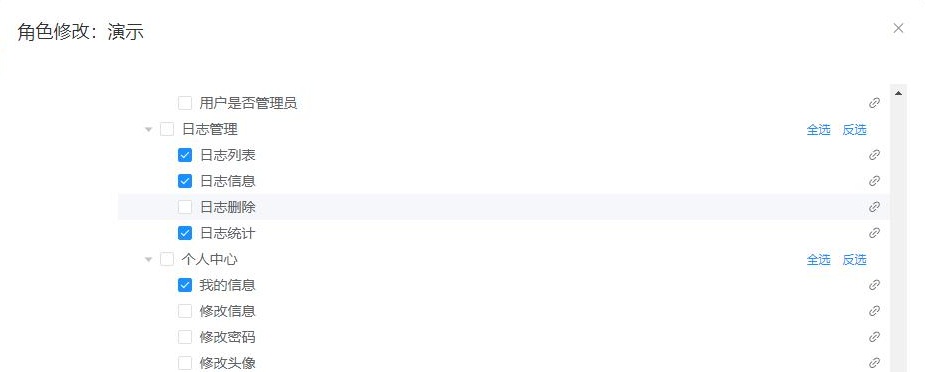 角色修改：演示
用户是否管理员
日志管理 全选 反选
日志列表
日志信息
日志删除
日志统计
个人中心 全选 反选
我的信息
修改信息
修改密码
修改头像